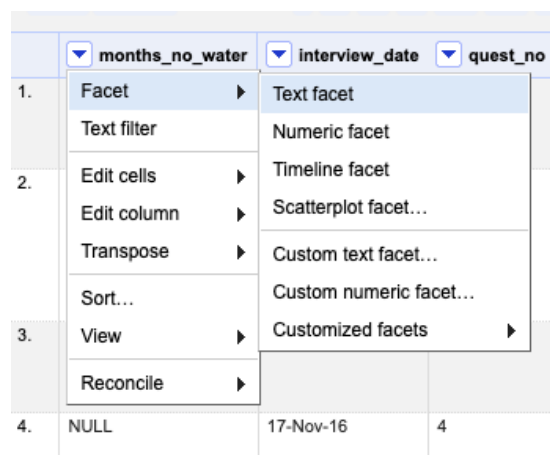 months_no_water interview_date quest_no
1.
Facet
Text filter
Edit cells
Edit column
Transpose
Sort...
View
Reconcile
Text facet
Numeric facet
Timeline facet
Scatterplot facet...
Custom text facet...
Custom numeric facet...
Customized facets
2.
3.
4. NULL 17-Nov-16 4